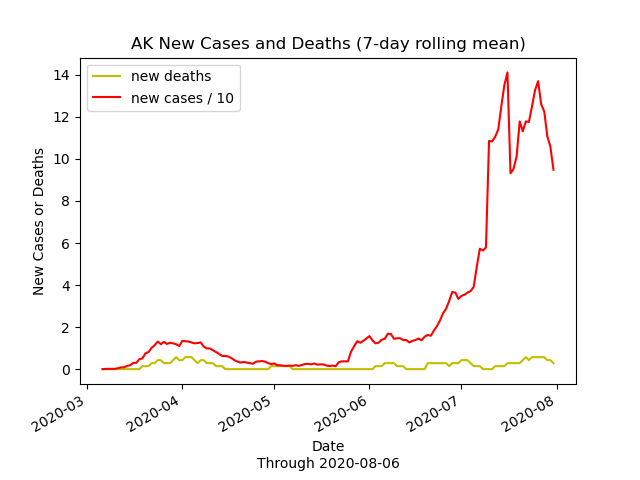 AK New Cases and Deaths (7-day rolling mean)
new deaths
new cases / 10
New Cases or Deaths
14
12
10
8
6
4
2
0
2020-03
2020-04
2020-05
2020-06
2020-07
2020-08
Date
Through 2020-08-06